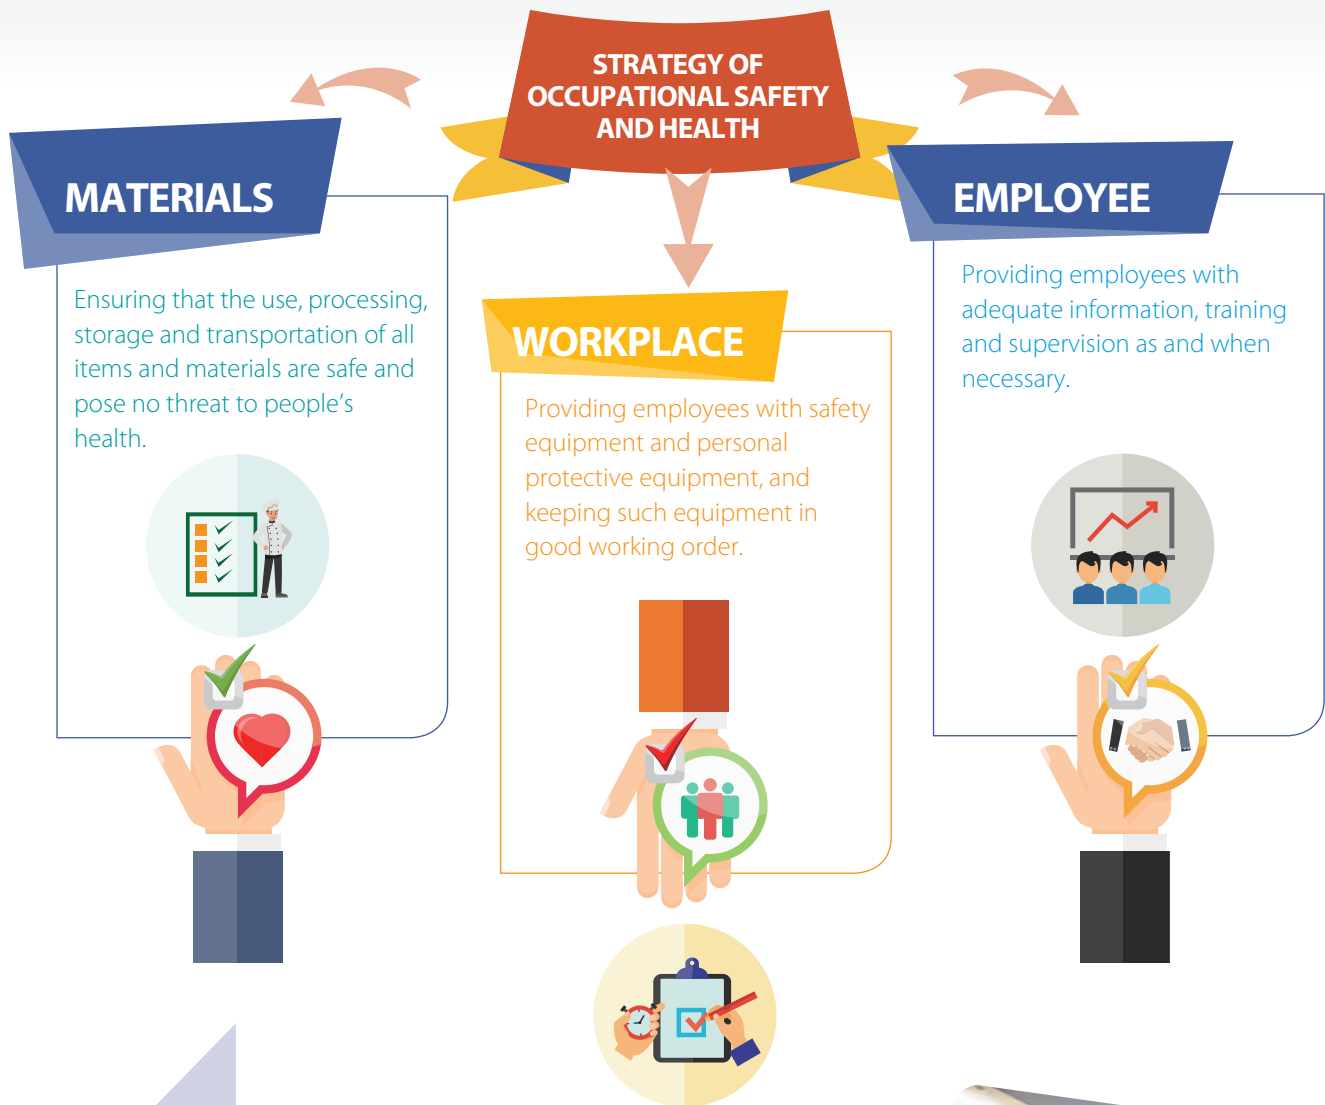 STRATEGY OF
OCCUPATIONAL SAFETY
AND HEALTH
MATERIALS
Ensuring that the use, processing,
storage and transportation of all
items and materials are safe and
pose no threat to people’s
health.
WORKPLACE
Providing employees with safety
equipment and personal
protective equipment, and
keeping such equipment in
good working order.
EMPLOYEE
Providing employees with
adequate information, training
and supervision as and when
necessary.